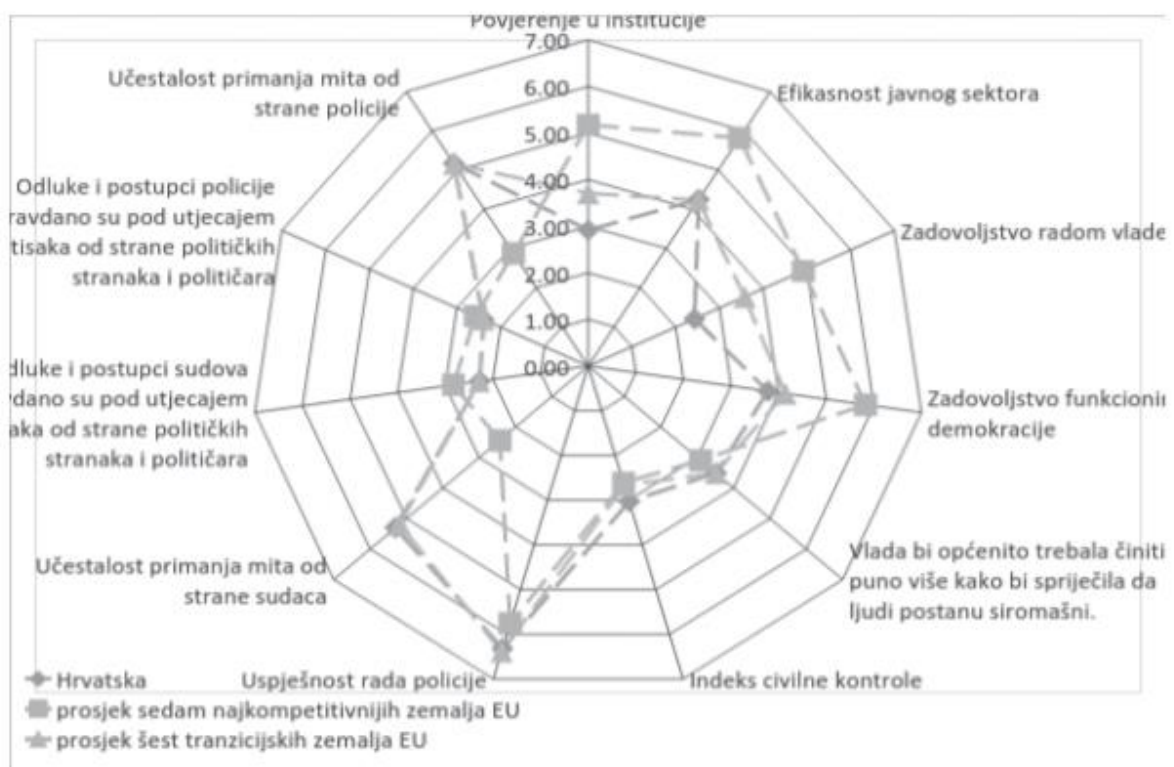 Povjerenje u institucije
7.00
6.00
5.00
4.00
3.00
2.00
1.00
0.00
Efikasnost javnog sektora
Zadovoljstvo radom vlade
Zadovoljstvo funkcionir
demokracije
Vlada bi općenito trebala činiti
puno više kako bi spriječila da
ljudi postanu siromašni.
Indeks civilne kontrole
Uspješnost rada policije
Učestalost primanja mita od
strane sudaca
dluke i postupci sudova
vdano su pod utjecajem
aka od strane političkih
stranaka i političara
Odluke i postupci policije
ravdano su pod utjecajem
tisaka od strane političkih
stranaka i političara
Učestalost primanja mita od
strane policije
Hrvatska
prosjek sedam najkompetitivnijih zemalja EU
prosjek šest tranzicijskih zemalja EU